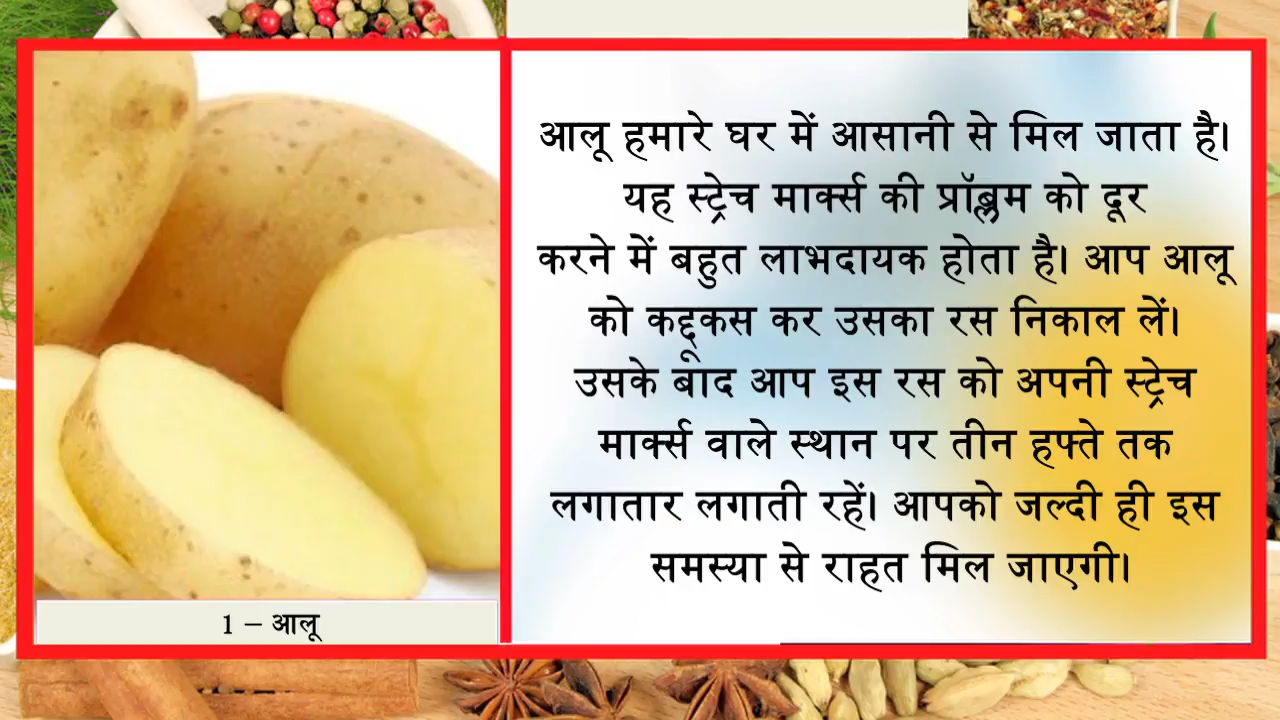 आलू हमारे घर में आसानी से मिल जाता है।
यह स्ट्रेच मार्क्स की प्रॉब्लम को दूर
करने में बहुत लाभदायक होता है। आप आलू
को कद्दूकस कर उसका रस निकाल लें।
उसके बाद आप इस रस को अपनी स्ट्रेच
मार्क्स वाले स्थान पर तीन हफ्ते तक
लगातार लगाती रहें। आपको जल्दी ही इस
समस्या से राहत मिल जाएगी।
1 – आलू